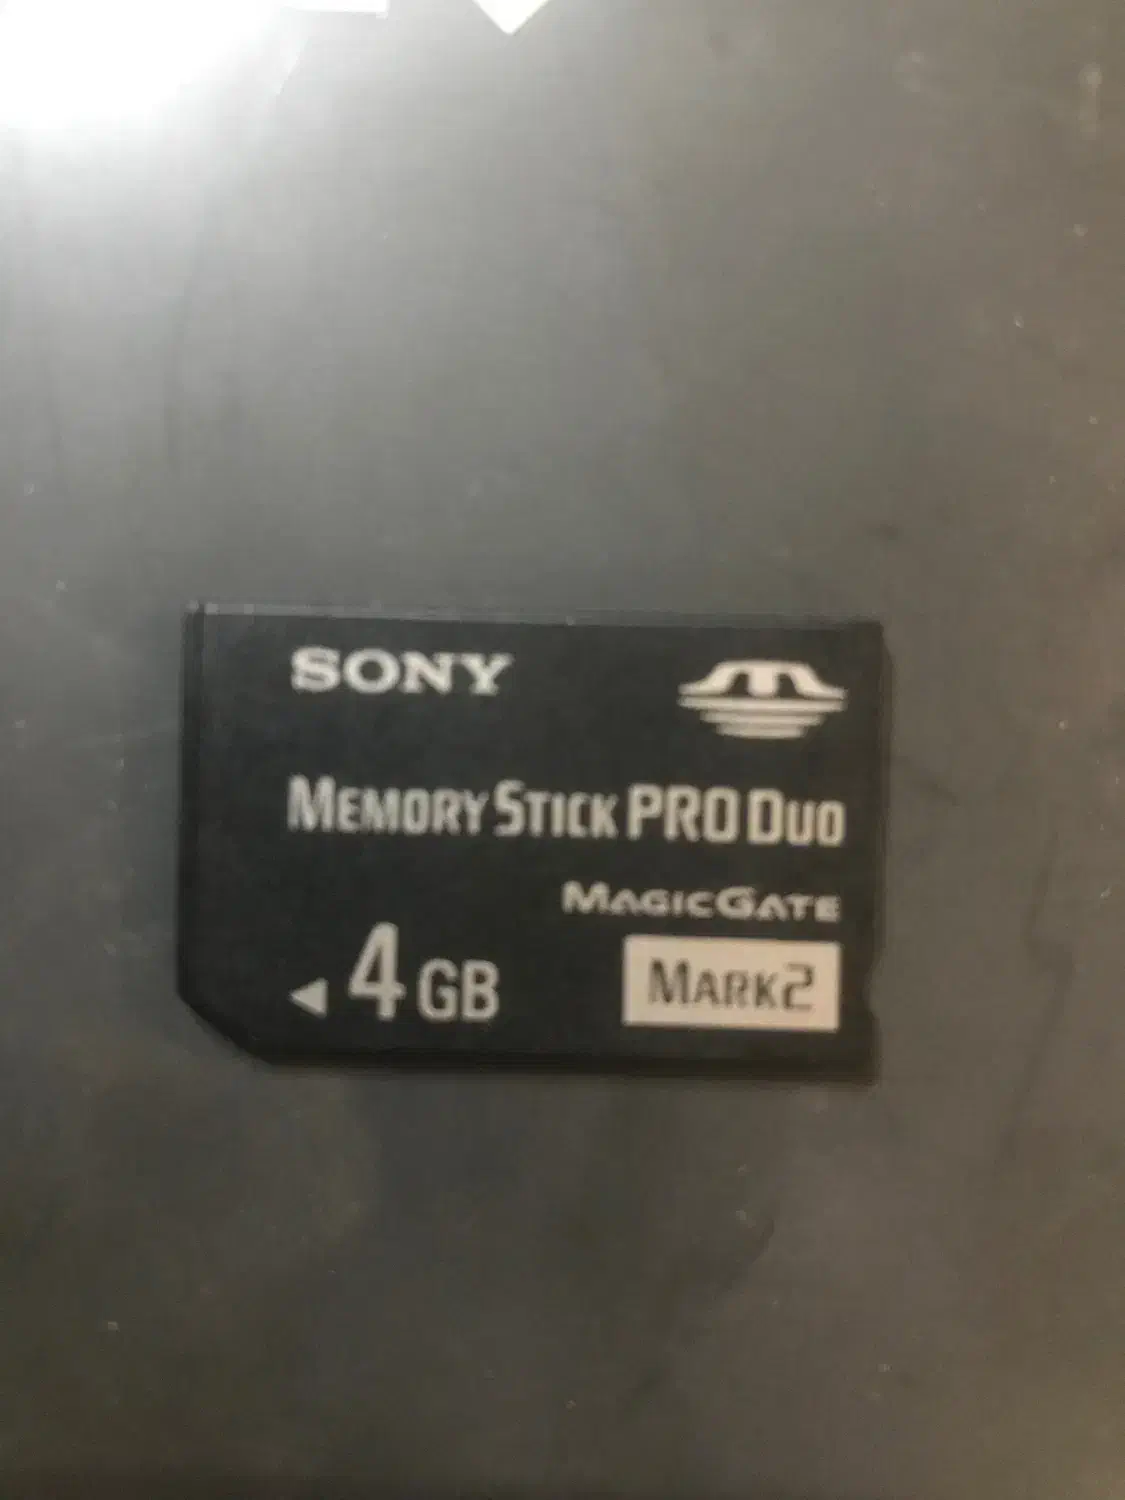 SONY
MEMORY STICK PRO DUO
MAGICGATE
4 GB
MARK2